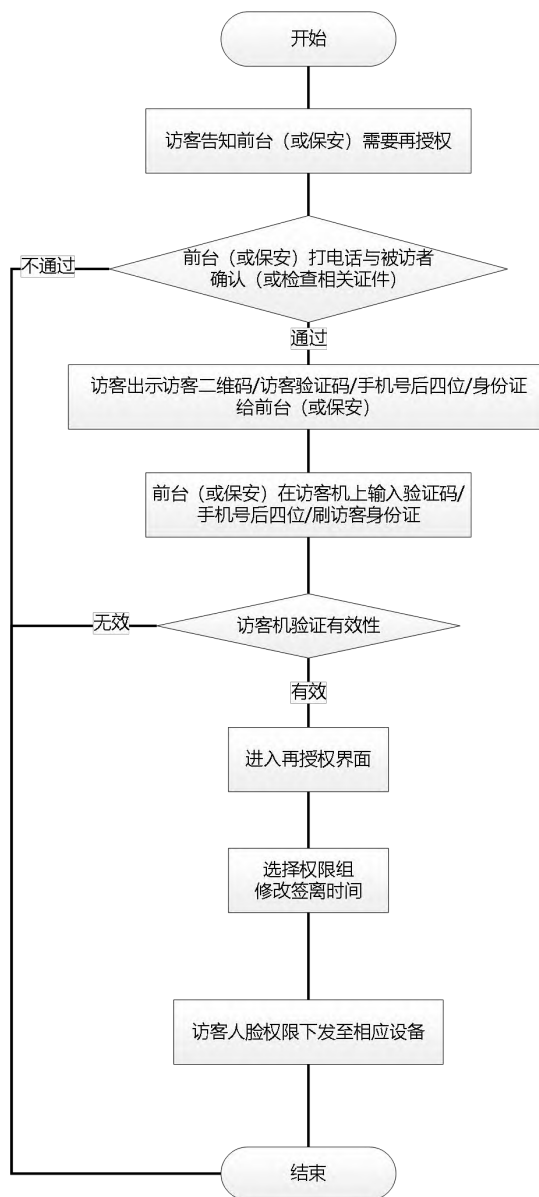 开始
访客告知前台（或保安）需要再授权
前台（或保安）打电话与被访者
确认（或检查相关证件）
不通过
通过
访客出示访客二维码/访客验证码/手机号后四位/身份证
给前台（或保安）
前台（或保安）在访客机上输入验证码/
手机号后四位/刷访客身份证
无效
访客机验证有效性
有效
进入再授权界面
选择权限组
修改签离时间
访客人脸权限下发至相应设备
结束